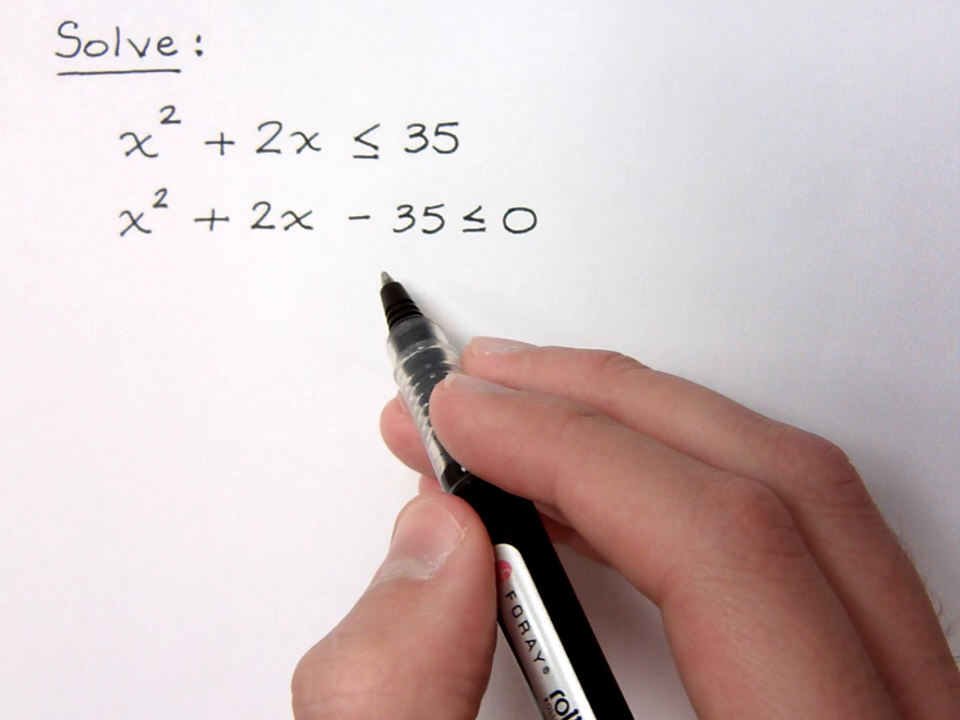 Solve:
x² + 2x ≤ 35
x² + 2x - 35 ≤ 0
FORAY®